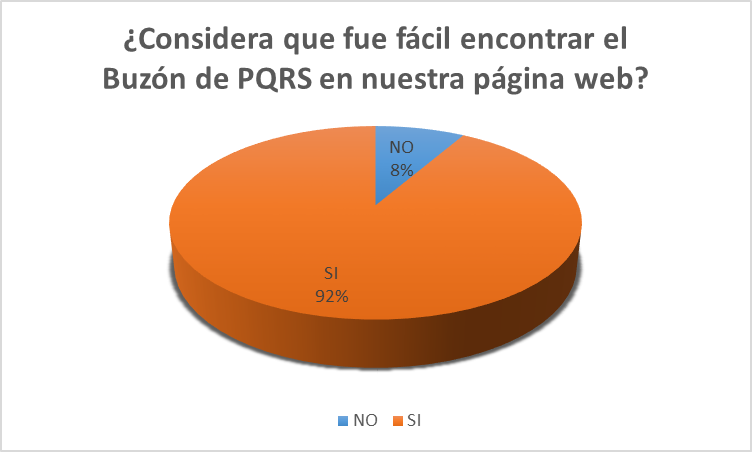 ¿Considera que fue fácil encontrar el
Buzón de PQRS en nuestra página web?
NO
8%
SI
92%
NO SI